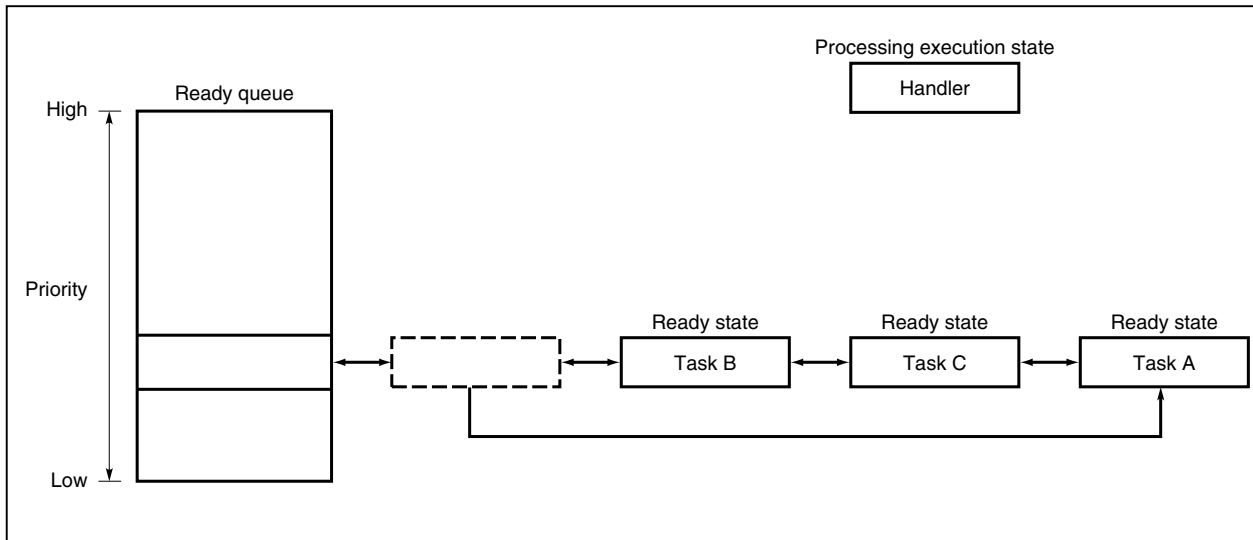 Processing execution state
Handler
Ready queue
High
Priority
Low
Ready state
Ready state
Ready state
Task B
Task C
Task A